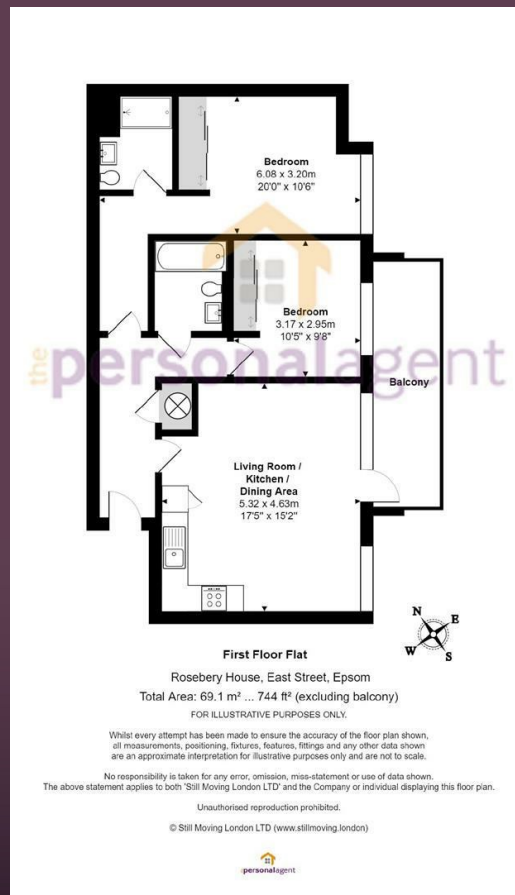 Bedroom
6.08 x 3.20m
20'0" x 10'6"
Bedroom
3.17 x 2.95m
10'5" x 9'8"
the personalagent
Balcony
Living Room /
Kitchen /
Dining Area
5.32 x 4.63m
17'5" x 15'2"
N
E
W
S
First Floor Flat
Rosebery House, East Street, Epsom
Total Area: 69.1 m² ... 744 ft² (excluding balcony)
FOR ILLUSTRATIVE PURPOSES ONLY.
Whilst every attempt has been made to ensure the accuracy of the floor plan shown,
all measurements, positioning, fixtures, features, fittings and any other data shown
are an approximate interpretation for illustrative purposes only and are not to scale.
No responsibility is taken for any error, omission, miss-statement or use of data shown.
The above statement applies to both 'Still Moving London LTD' and the Company or individual displaying this floor plan.
Unauthorised reproduction prohibited.
© Still Moving London LTD (www.stillmoving.london)
the personalagent